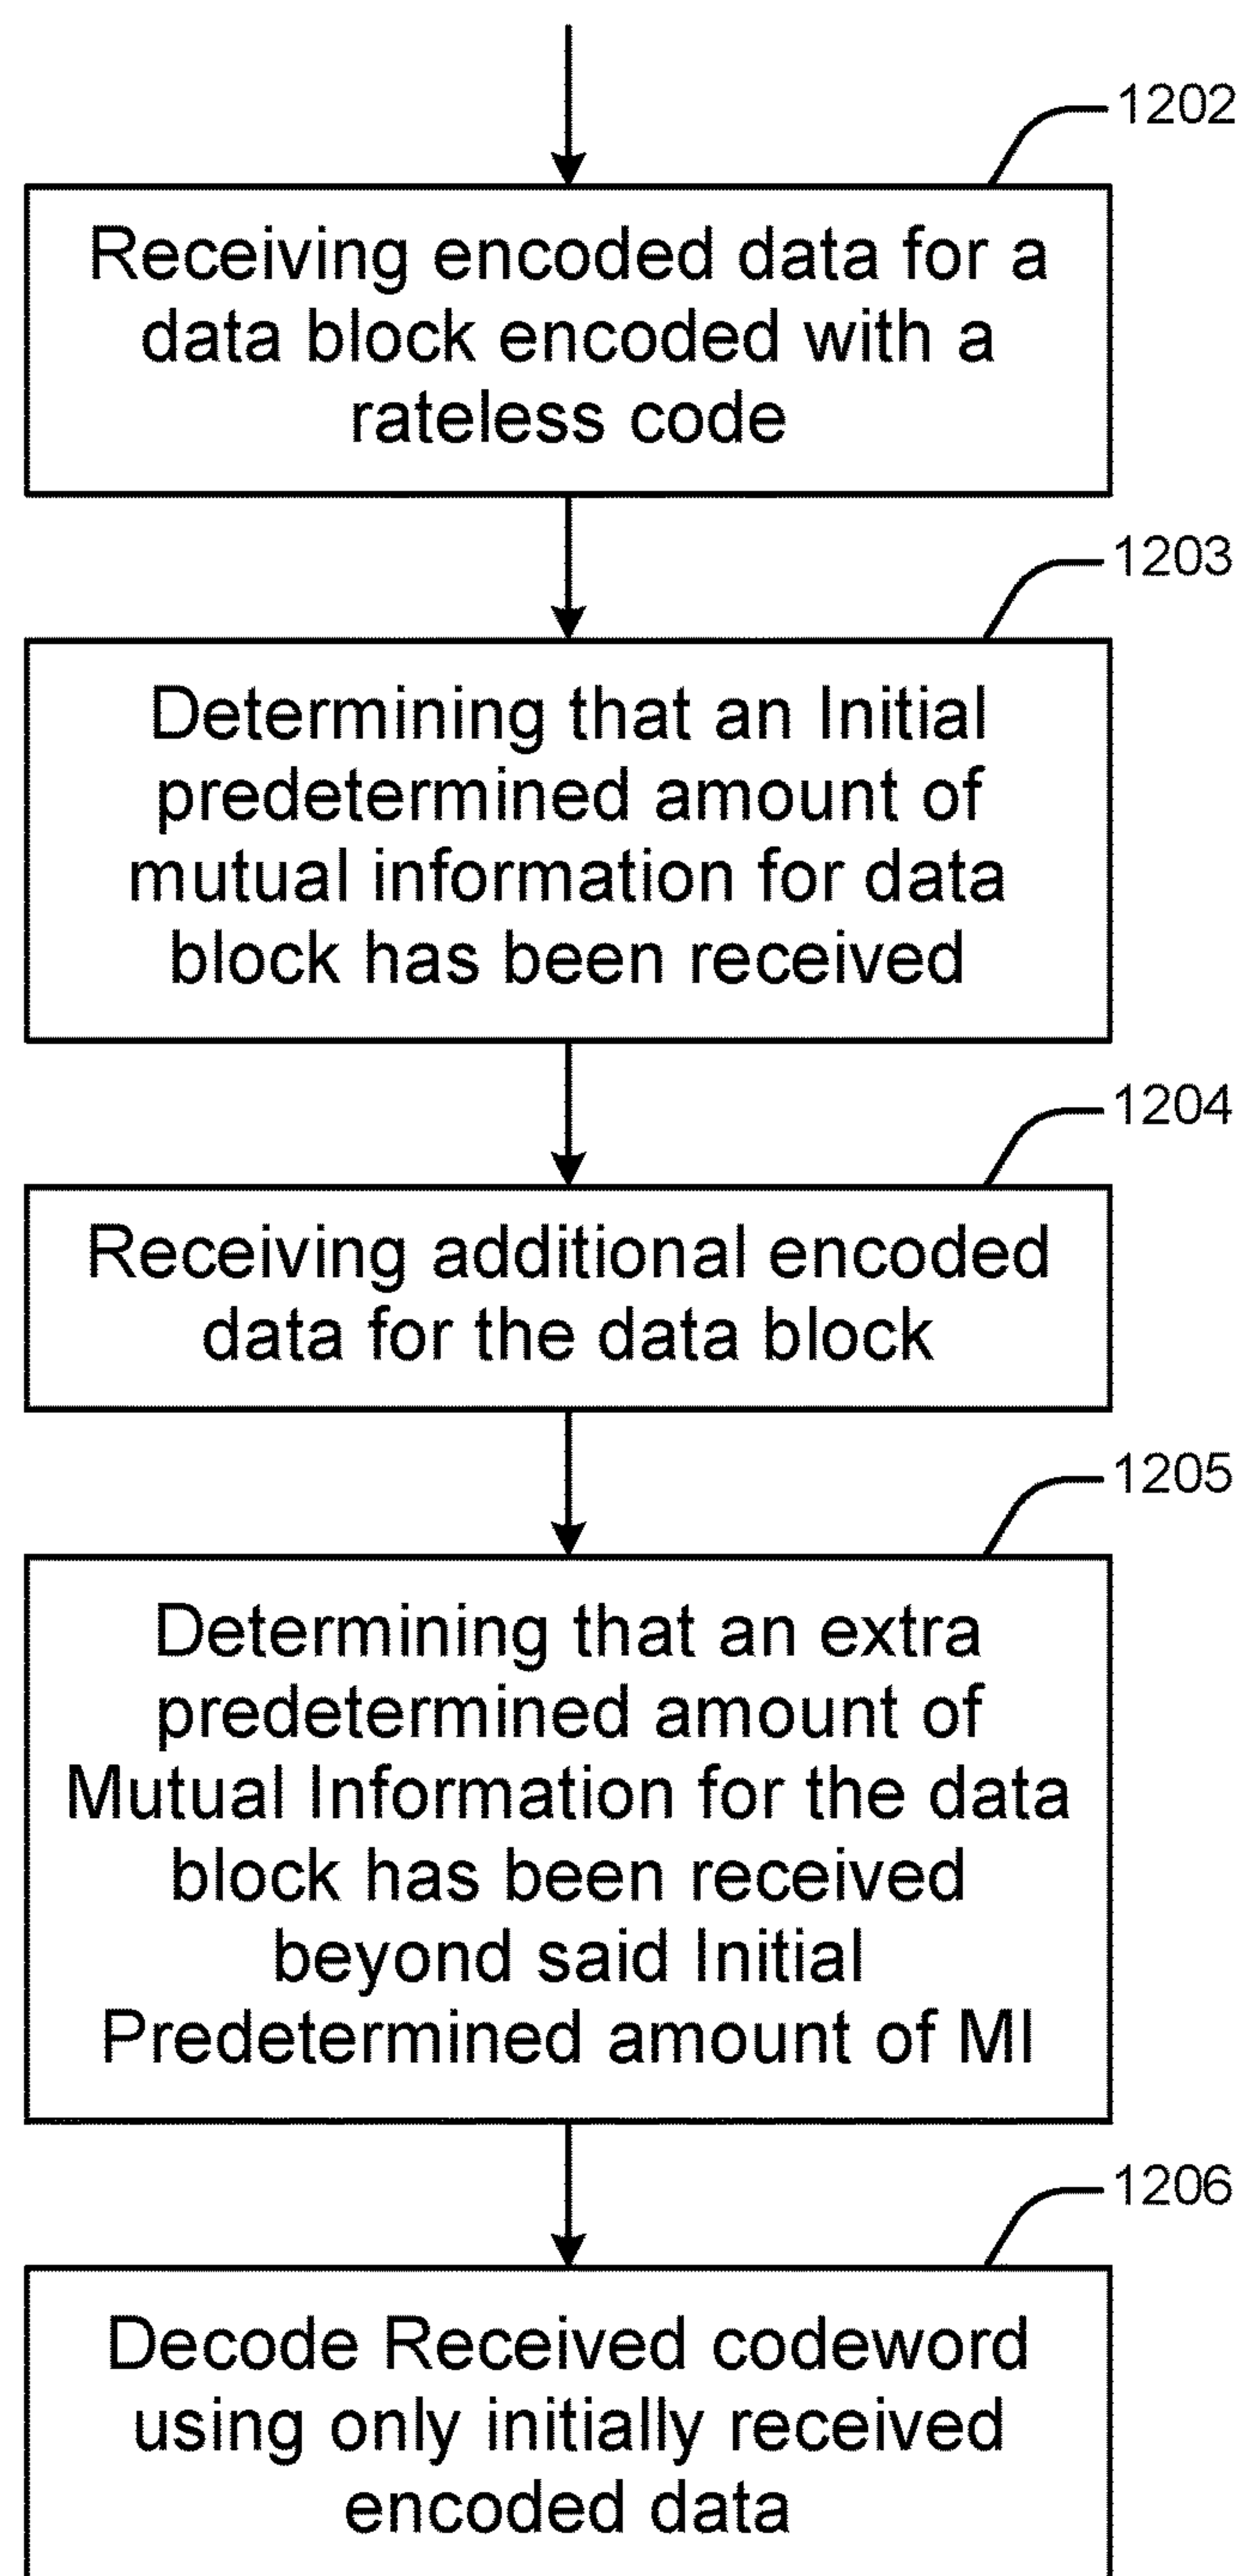 1202
Receiving encoded data for a
data block encoded with a
rateless code
1203
Determining that an Initial
predetermined amount of
mutual information for data
block has been received
1204
Receiving additional encoded
data for the data block
1205
Determining that an extra
predetermined amount of
Mutual Information for the data
block has been received
beyond said Initial
Predetermined amount of MI
1206
Decode Received codeword
using only initially received
encoded data